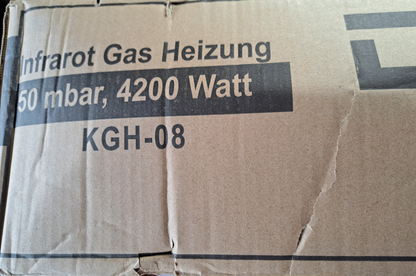 Infrarot Gas Heizung
50 mbar, 4200 Watt
KGH-08